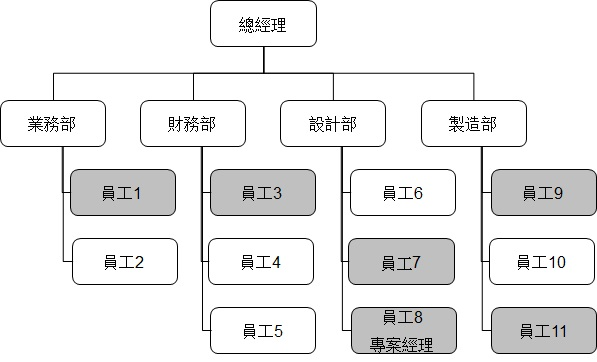 總經理
業務部
財務部
設計部
製造部
員工1
員工3
員工6
員工9
員工2
員工4
員工7
員工10
員工5
員工8
專案經理
員工11